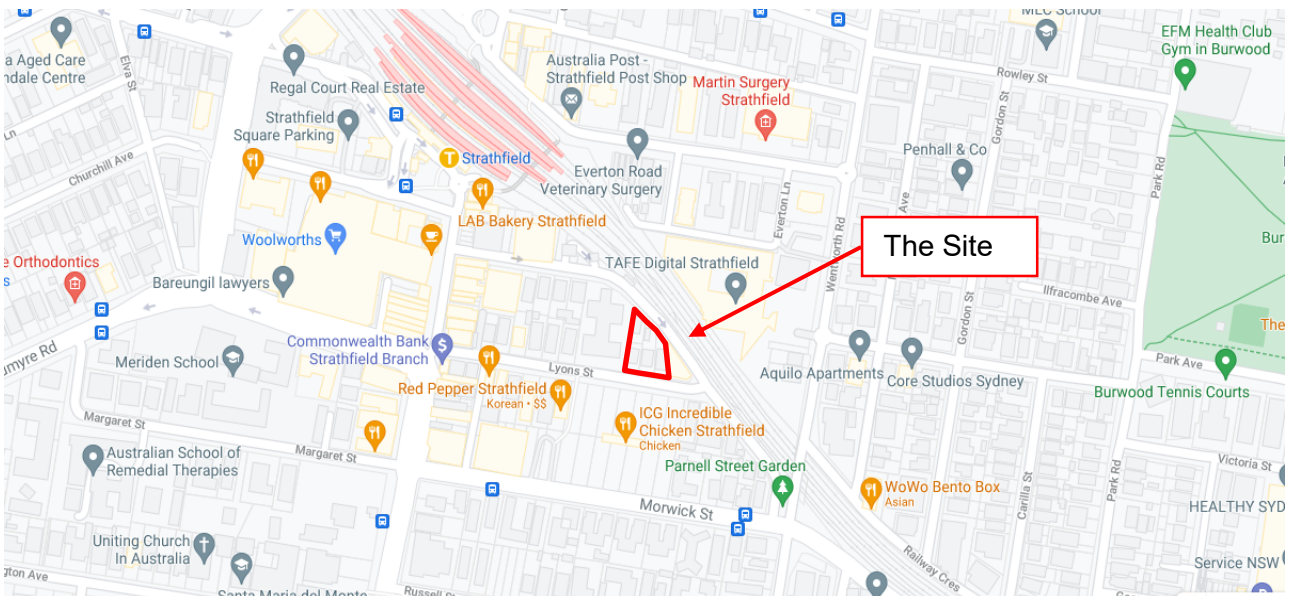 MLC School
EFM Health Club
Gym in Burwood
a Aged Care
ndale Centre
Elva St
Regal Court Real Estate
Australia Post -
Strathfield Post Shop
Martin Surgery
Strathfield
Rowley St
Gordon St
Strathfield
Square Parking
Ln
Churchill Ave
Strathfield
Everton Road
Veterinary Surgery
Penhall & Co
Park Rd
Everton Ln
Ave
LAB Bakery Strathfield
Wentworth Rd
The Site
Woolworths
Bur
e Orthodontics
s
Bareungil lawyers
TAFE Digital Strathfield
Ilfracombe Ave
Gordon St
The
Commonwealth Bank
Strathfield Branch
umyre Rd
Meriden School
Lyons St
Park Ave
Aquilo Apartments
Core Studios Sydney
Red Pepper Strathfield
Korean • $$
Burwood Tennis Courts
ICG Incredible
Chicken Strathfield
Chicken
Margaret St
Margaret St
Australian School of
Remedial Therapies
Parnell Street Garden
Victoria St
Park Rd
Carilla St
WoWo Bento Box
Asian
Morwick St
HEALTHY SYD
Uniting Church
In Australia
Railway Cres
Service NSW
gton Ave
Santa Maria del Monte
Russell S